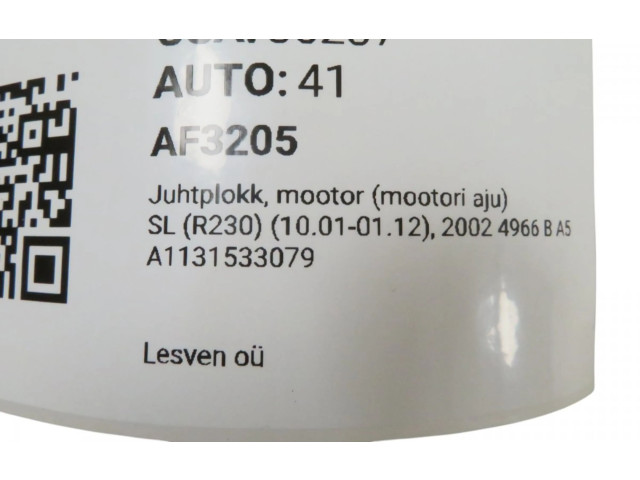 AUTO: 41
AF3205
Juhtplokk, mootor (mootori aju)
SL (R230) (10.01-01.12), 2002 4966 B A5
A1131533079
Lesven oü